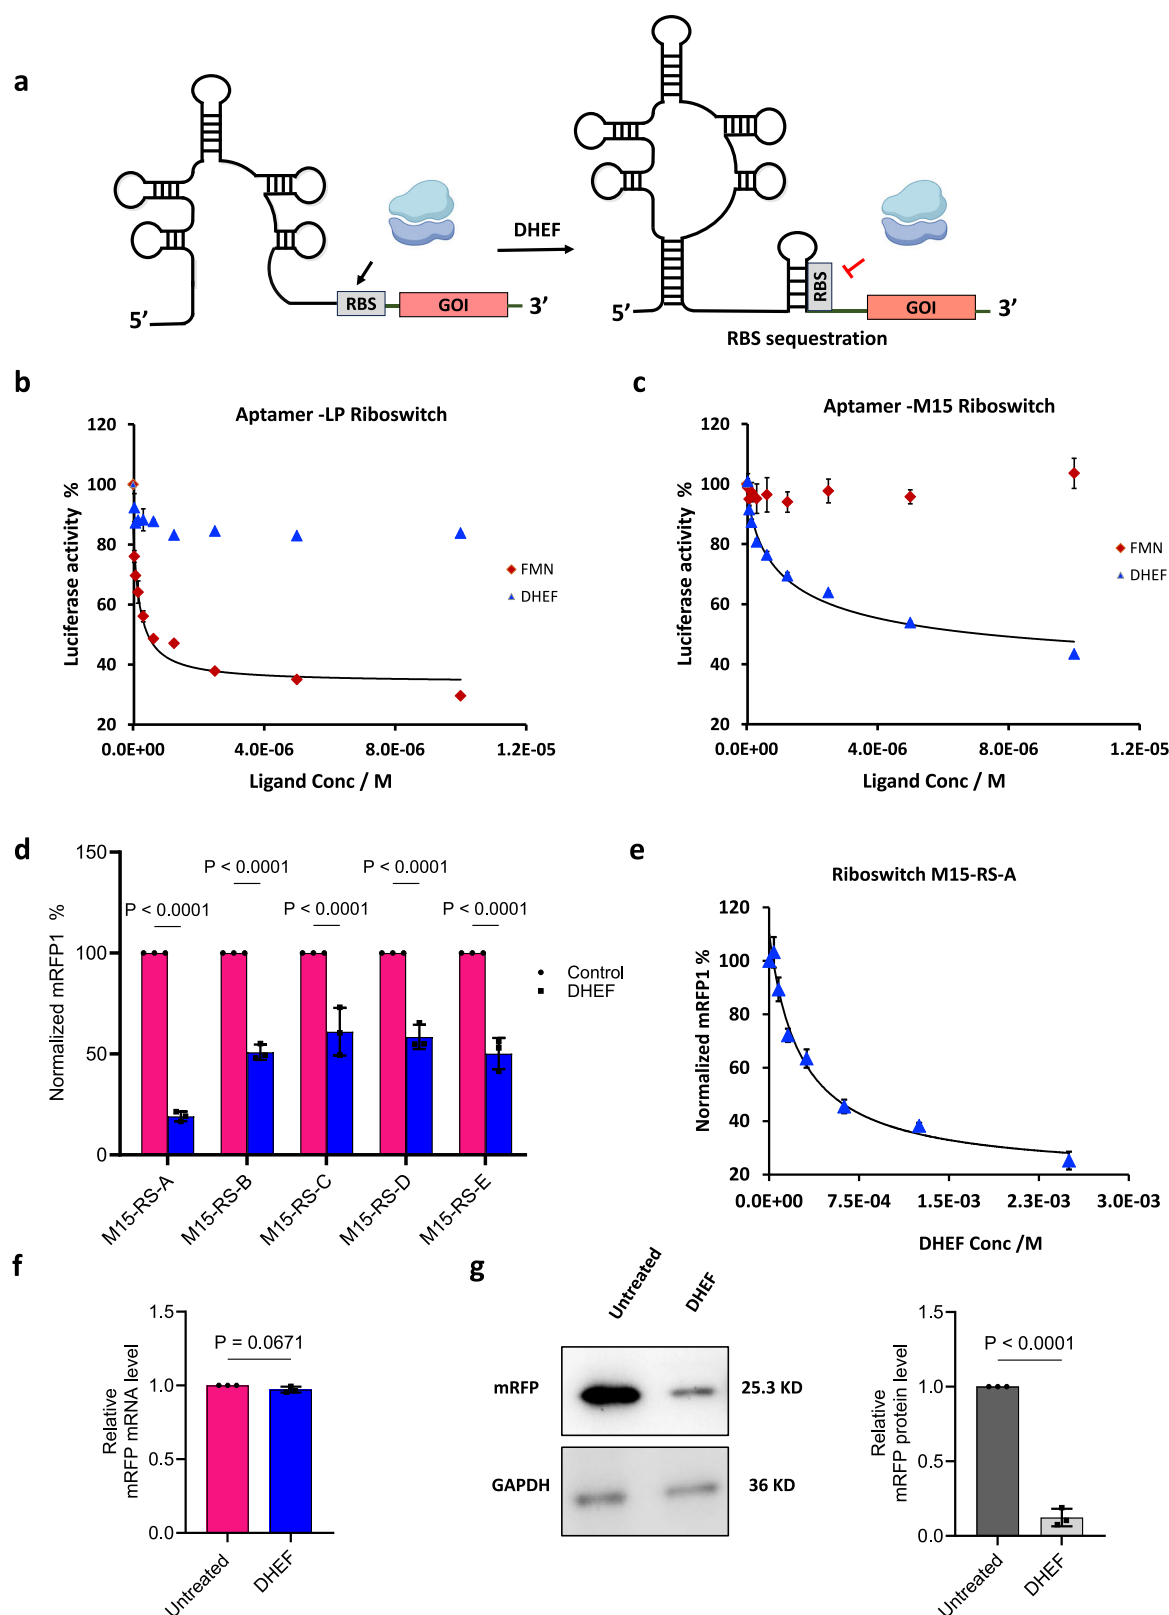 a
DHEF
RBS
GOI
5’
3’
RBS
GOI
5’
3’
RBS sequestration
b
Aptamer -LP Riboswitch
Luciferase activity %
120
100
80
60
40
20
0.0E+00
4.0E-06
8.0E-06
1.2E-05
Ligand Conc / M
FMN
DHEF
c
Aptamer -M15 Riboswitch
Luciferase activity %
120
100
80
60
40
20
0.0E+00
4.0E-06
8.0E-06
1.2E-05
Ligand Conc / M
FMN
DHEF
d
Normalized mRFP1 %
150
100
50
0
P < 0.0001
P < 0.0001
P < 0.0001
P < 0.0001
P < 0.0001
M15-RS-A
M15-RS-B
M15-RS-C
M15-RS-D
M15-RS-E
Control
DHEF
e
Riboswitch M15-RS-A
Normalized mRFP1 %
120
100
80
60
40
20
0.0E+00
7.5E-04
1.5E-03
2.3E-03
3.0E-03
DHEF Conc /M
f
Relative
mRFP mRNA level
1.5
1.0
0.5
0.0
P = 0.0671
Untreated
DHEF
g
Untreated
DHEF
mRFP
25.3 KD
GAPDH
36 KD
Relative
mRFP protein level
1.5
1.0
0.5
0.0
P < 0.0001
Untreated
DHEF